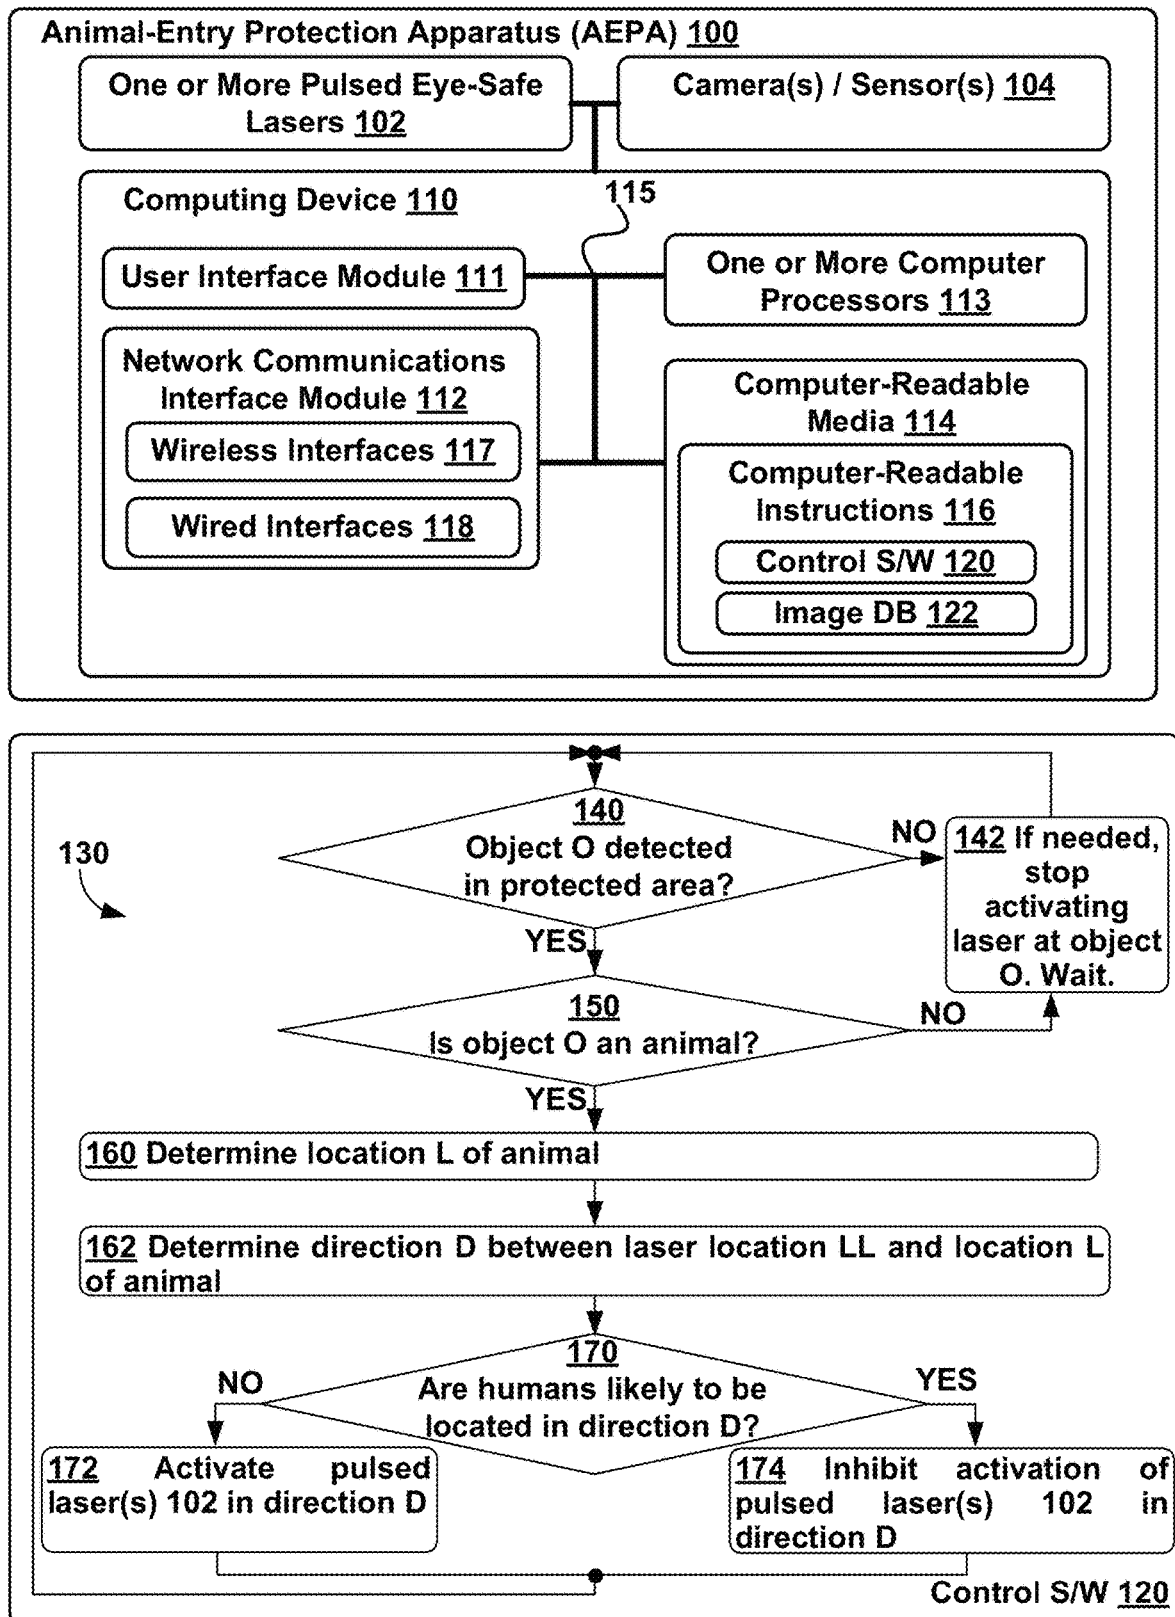 Animal-Entry Protection Apparatus (AEPA) 100
One or More Pulsed Eye-Safe
Lasers 102
Camera(s) / Sensor(s) 104
Computing Device 110
115
User Interface Module 111
One or More Computer
Processors 113
Network Communications
Interface Module 112
Wireless Interfaces 117
Wired Interfaces 118
Computer-Readable
Media 114
Computer-Readable
Instructions 116
Control S/W 120
Image DB 122
130
140
Object O detected
in protected area?
NO
142 If needed,
stop
activating
laser at object
O. Wait.
YES
150
Is object O an animal?
NO
YES
160 Determine location L of animal
162 Determine direction D between laser location LL and location L
of animal
170
Are humans likely to be
located in direction D?
NO
YES
172 Activate pulsed
laser(s) 102 in direction D
174 Inhibit activation of
pulsed laser(s) 102 in
direction D
Control S/W 120